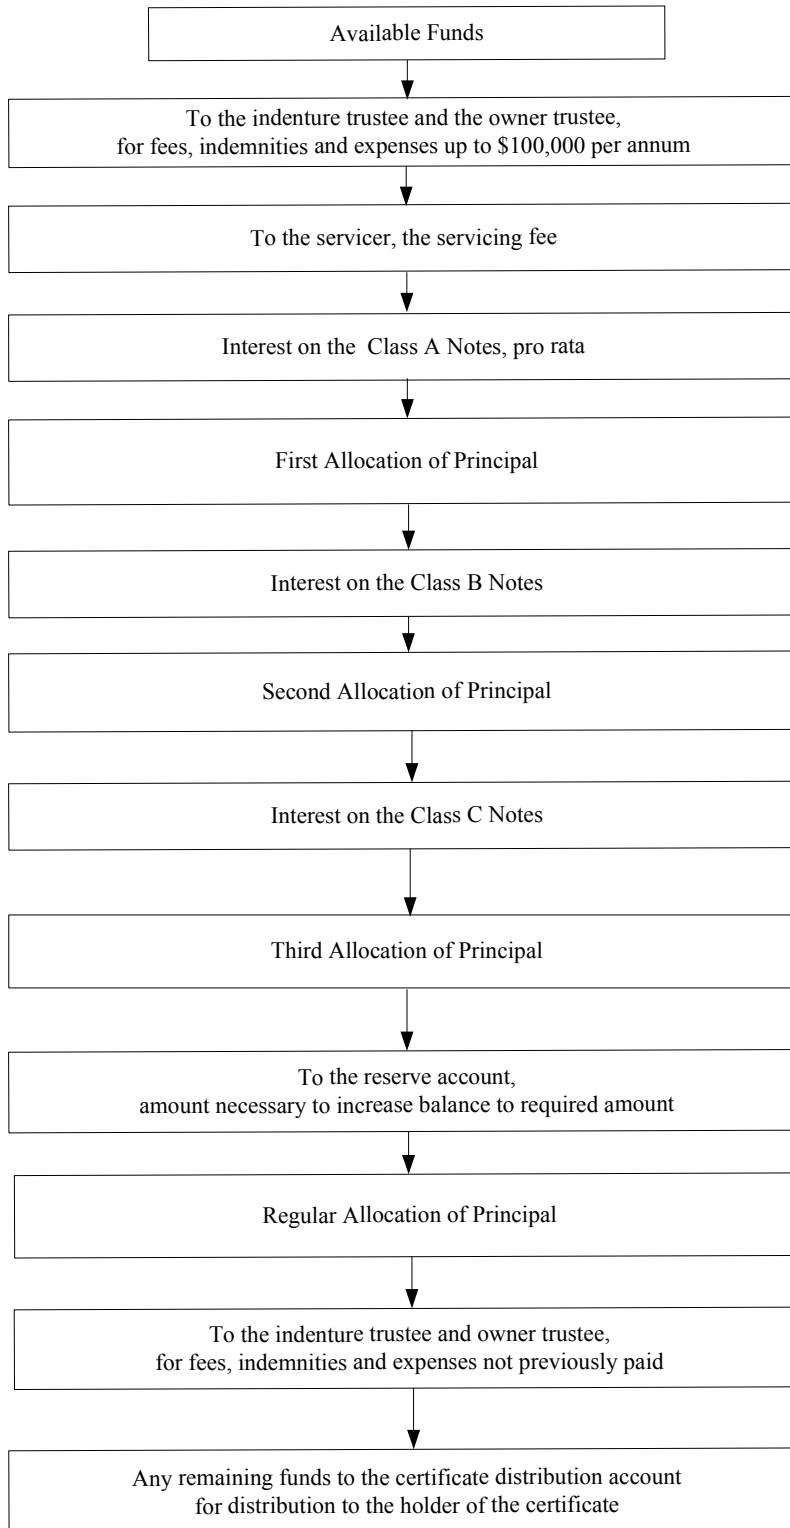 Available Funds
To the indenture trustee and the owner trustee,
for fees, indemnities and expenses up to $100,000 per annum
To the servicer, the servicing fee
Interest on the Class A Notes, pro rata
First Allocation of Principal
Interest on the Class B Notes
Second Allocation of Principal
Interest on the Class C Notes
Third Allocation of Principal
To the reserve account,
amount necessary to increase balance to required amount
Regular Allocation of Principal
To the indenture trustee and owner trustee,
for fees, indemnities and expenses not previously paid
Any remaining funds to the certificate distribution account
for distribution to the holder of the certificate